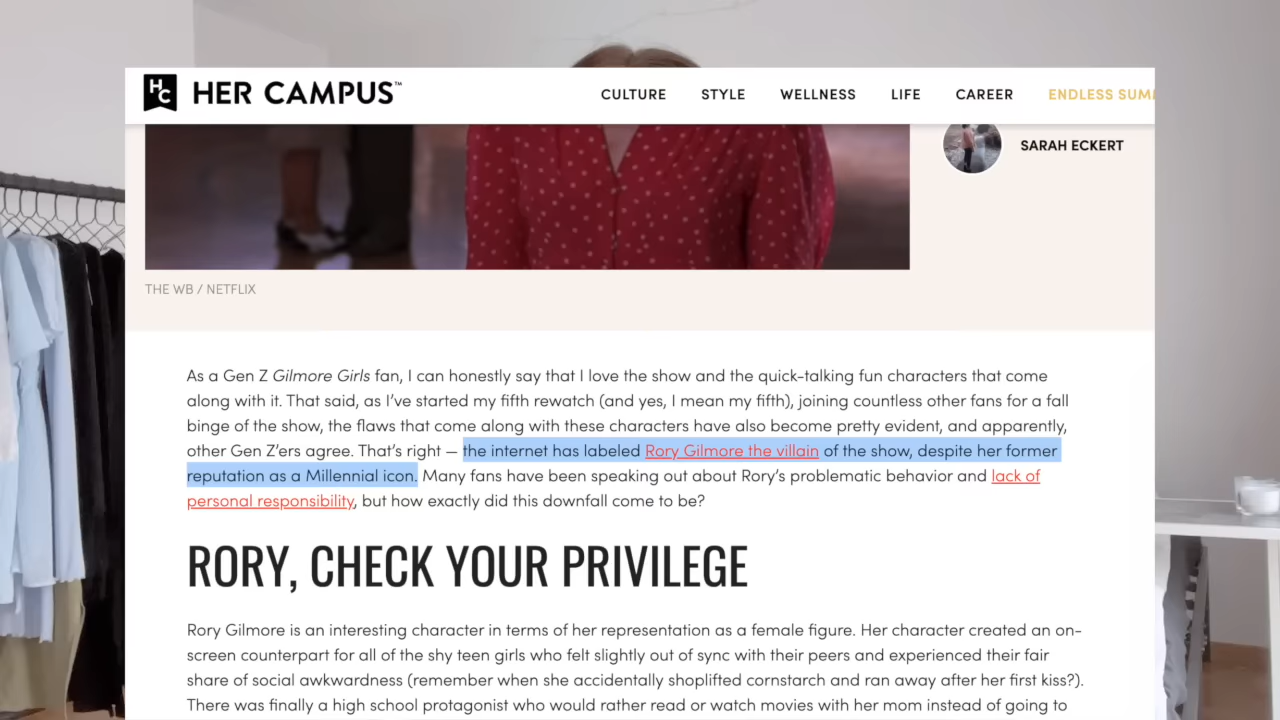 HC HER CAMPUS™ CULTURE STYLE WELLNESS LIFE CAREER ENDLESS
SARAH ECKERT
THE WB / NETFLIX
As a Gen Z Gilmore Girls fan, I can honestly say that I love the show and the quick-talking fun characters that come
along with it. That said, as I’ve started my fifth rewatch (and yes, I mean my fifth), joining countless other fans for a fall
binge of the show, the flaws that come along with these characters have also become pretty evident, and apparently,
other Gen Z’ers agree. That’s right — the internet has labeled Rory Gilmore the villain of the show, despite her former
reputation as a Millennial icon. Many fans have been speaking out about Rory’s problematic behavior and lack of
personal responsibility, but how exactly did this downfall come to be?
RORY, CHECK YOUR PRIVILEGE
Rory Gilmore is an interesting character in terms of her representation as a female figure. Her character created an on-
screen counterpart for all of the shy teen girls who felt slightly out of sync with their peers and experienced their fair
share of social awkwardness (remember when she accidentally shoplifted cornstarch and ran away after her first kiss?).
There was finally a high school protagonist who would rather read or watch movies with her mom instead of going to